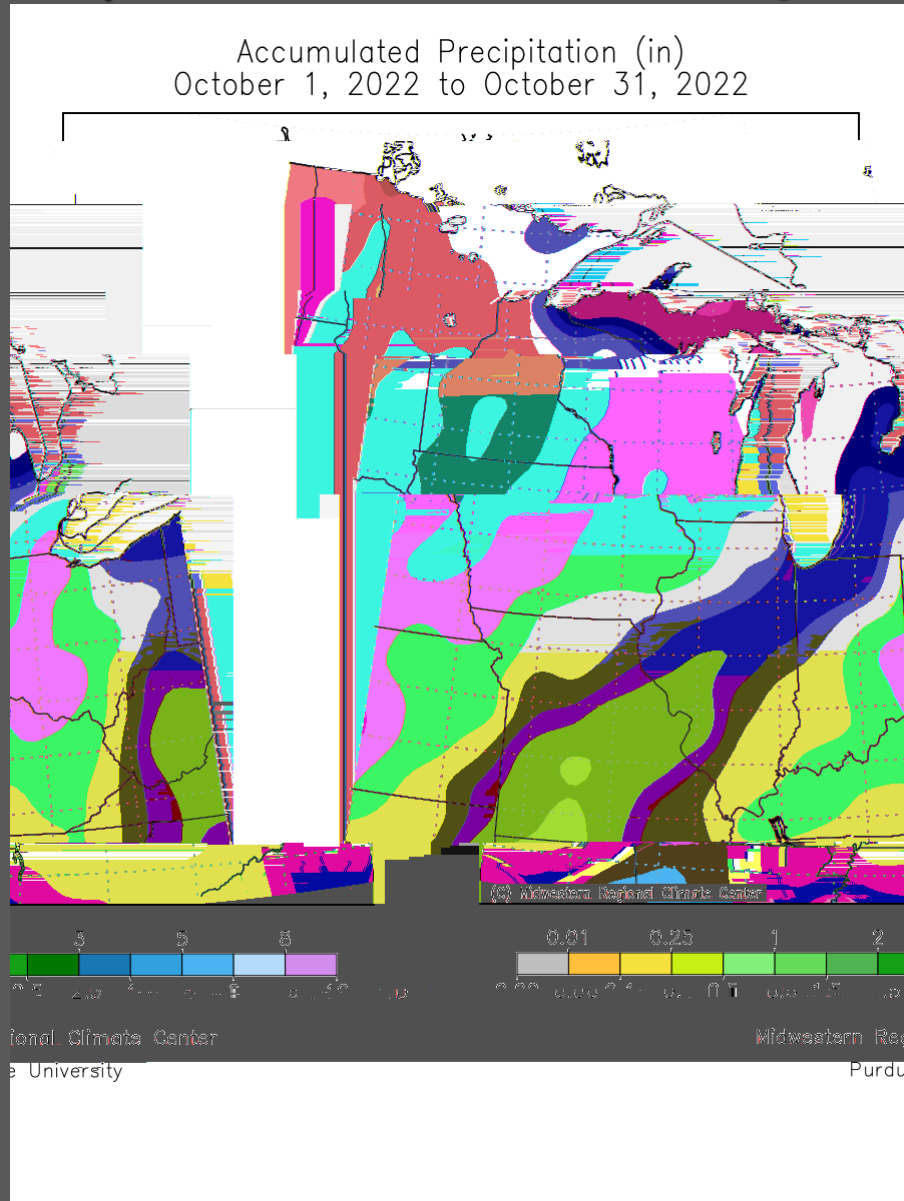 Accumulated Precipitation (in)
October 1, 2022 to October 31, 2022
(C) Midwestern Regional Climate Center
3 5 8 0.01 0.25 1 2
ional Climate Center Midwestern Reg
e University Purdu